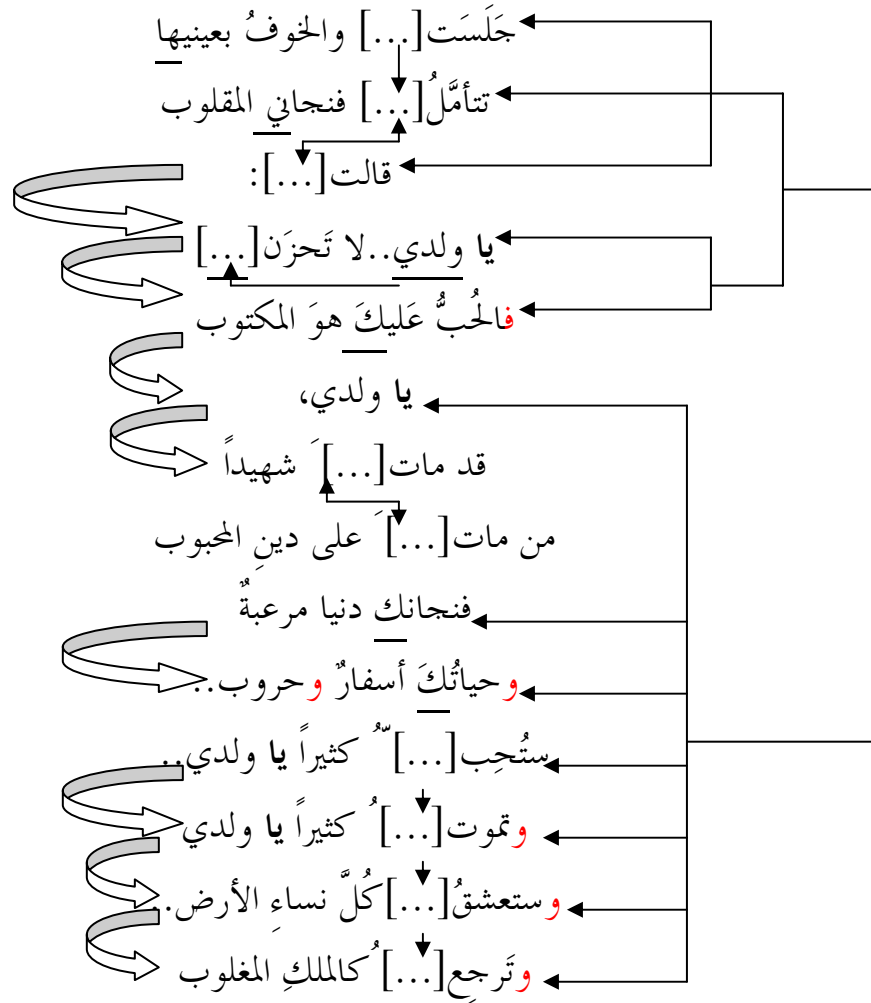 جَلَسَت[...] والخوفُ بعينيها
تتأمَّلُ[...] فنجاني المقلوب
قالت[...]:
يا ولدي..لا تَحزَن[...]
فالحُبُّ عَليكَ هوَ المكتوب
يا ولدي،
قد مات[...]َ شهيداً
من مات[...]َ على دينِ المحبوب
فنجانك دنيا مرعبةٌ
وحياتُكَ أسفارٌ وحروب..
ستُحِب[...]ّ ُ كثيراً يا ولدي..
وتموت[...]ُ كثيراً يا ولدي
وستعشقُ[...]كُلَّ نساءِ الأرض..
وتَرجِع[...]ُ كالملكِ المغلوب